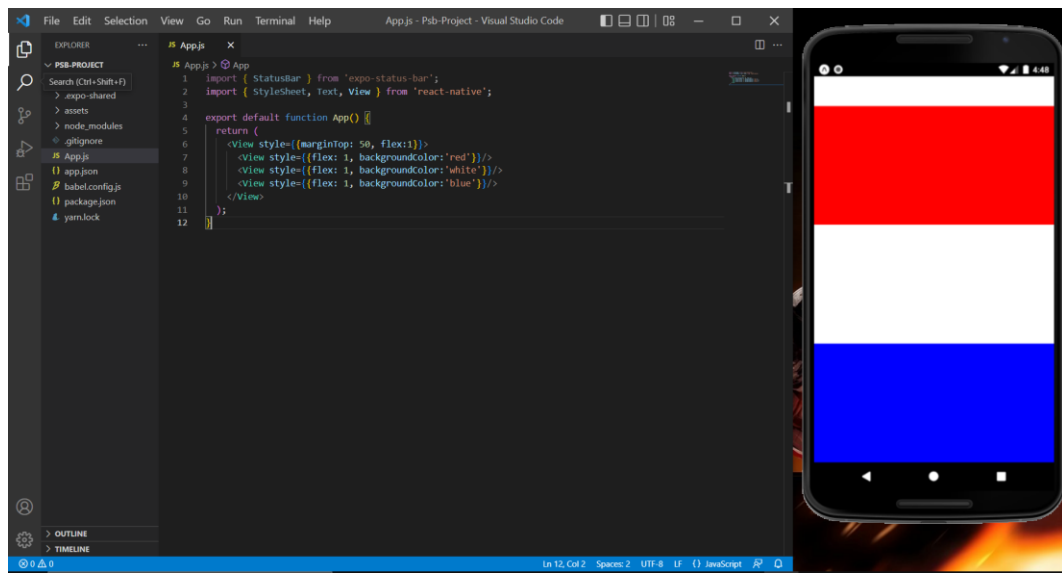 File Edit Selection View Go Run Terminal Help App.js - Psb-Project - Visual Studio Code
EXPLORER
PSB-PROJECT
Search (Ctrl+Shift+F)
.expo-shared
assets
node_modules
.gitignore
JS App.js
{} app.json
babel.config.js
{} package.json
yarn.lock
OUTLINE
TIMELINE
JS App.js
JS App.js > App
1 import { StatusBar } from 'expo-status-bar';
2 import { StyleSheet, Text, View } from 'react-native';
3
4 export default function App() {
5 return (
6 <View style={{marginTop: 50, flex:1}}>
7 <View style={{flex: 1, backgroundColor:'red'}}/>
8 <View style={{flex: 1, backgroundColor:'white'}}/>
9 <View style={{flex: 1, backgroundColor:'blue'}}/>
10 </View>
11 );
12 }
0 0
Ln 12, Col 2 Spaces: 2 UTF-8 LF {} JavaScript
4:48
T